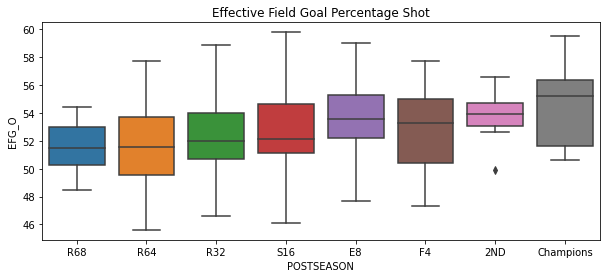 Effective Field Goal Percentage Shot
EFG_O
60
58
56
54
52
50
48
46
R68 R64 R32 S16 E8 F4 2ND Champions
POSTSEASON